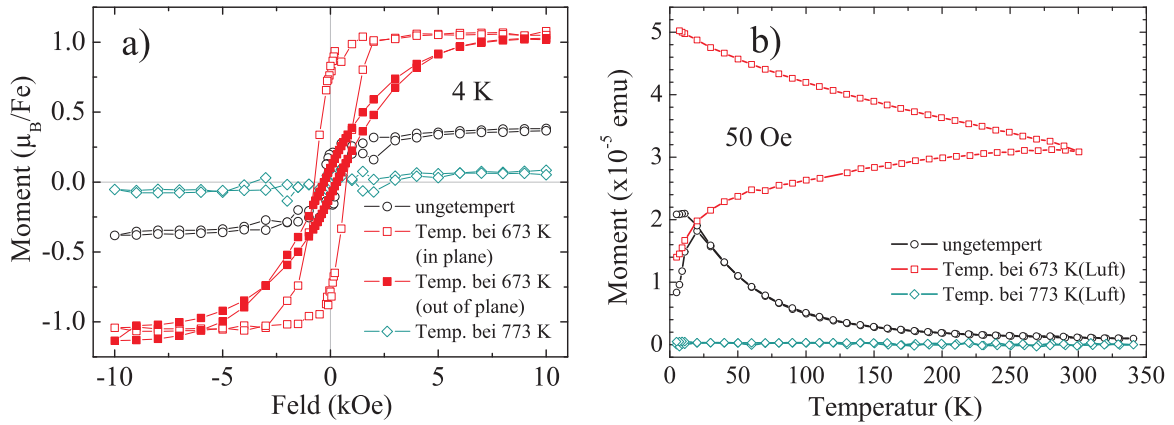 a)
1.0
0.5
0.0
-0.5
-1.0
Moment (μB/Fe)
4 K
ungetempert
Temp. bei 673 K
(in plane)
Temp. bei 673 K
(out of plane)
Temp. bei 773 K
-10 -5 0 5 10
Feld (kOe)
b)
5
4
3
2
1
0
Moment (x10-5 emu)
50 Oe
ungetempert
Temp. bei 673 K(Luft)
Temp. bei 773 K(Luft)
0 50 100 150 200 250 300 350
Temperatur (K)